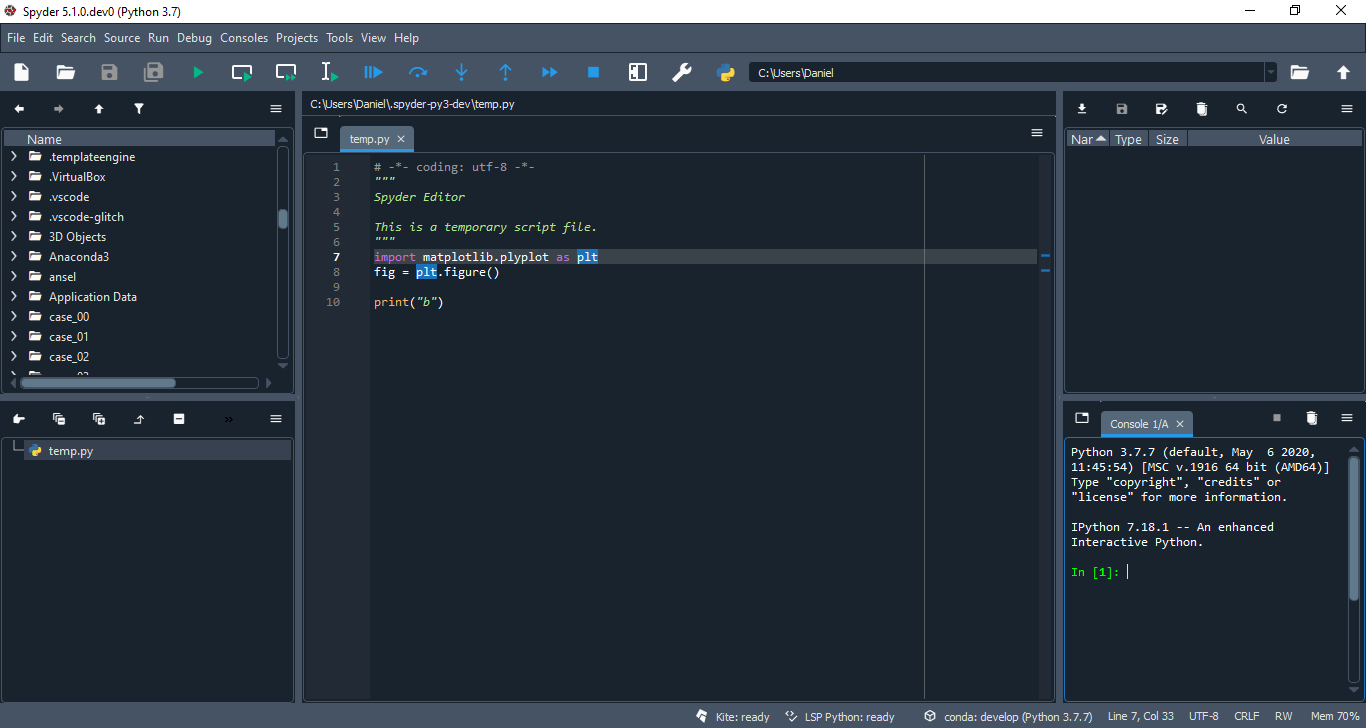 Spyder 5.1.0.dev0 (Python 3.7)
File Edit Search Source Run Debug Consoles Projects Tools View Help
C:\Users\Daniel
Name
.templateengine
.VirtualBox
.vscode
.vscode-glitch
3D Objects
Anaconda3
ansel
Application Data
case_00
case_01
case_02
temp.py
C:\Users\Daniel\.spyder-py3-dev\temp.py
temp.py
1 # -*- coding: utf-8 -*-
2 """
3 Spyder Editor
4
5 This is a temporary script file.
6 """
7 import matplotlib.plyplot as plt
8 fig = plt.figure()
9
10 print("b")
Nar Type Size Value
Console 1/A
Python 3.7.7 (default, May  6 2020,
11:45:54) [MSC v.1916 64 bit (AMD64)]
Type "copyright", "credits" or
"license" for more information.
IPython 7.18.1 -- An enhanced
Interactive Python.
In [1]:
Kite: ready LSP Python: ready conda: develop (Python 3.7.7) Line 7, Col 33 UTF-8 CRLF RW Mem 70%